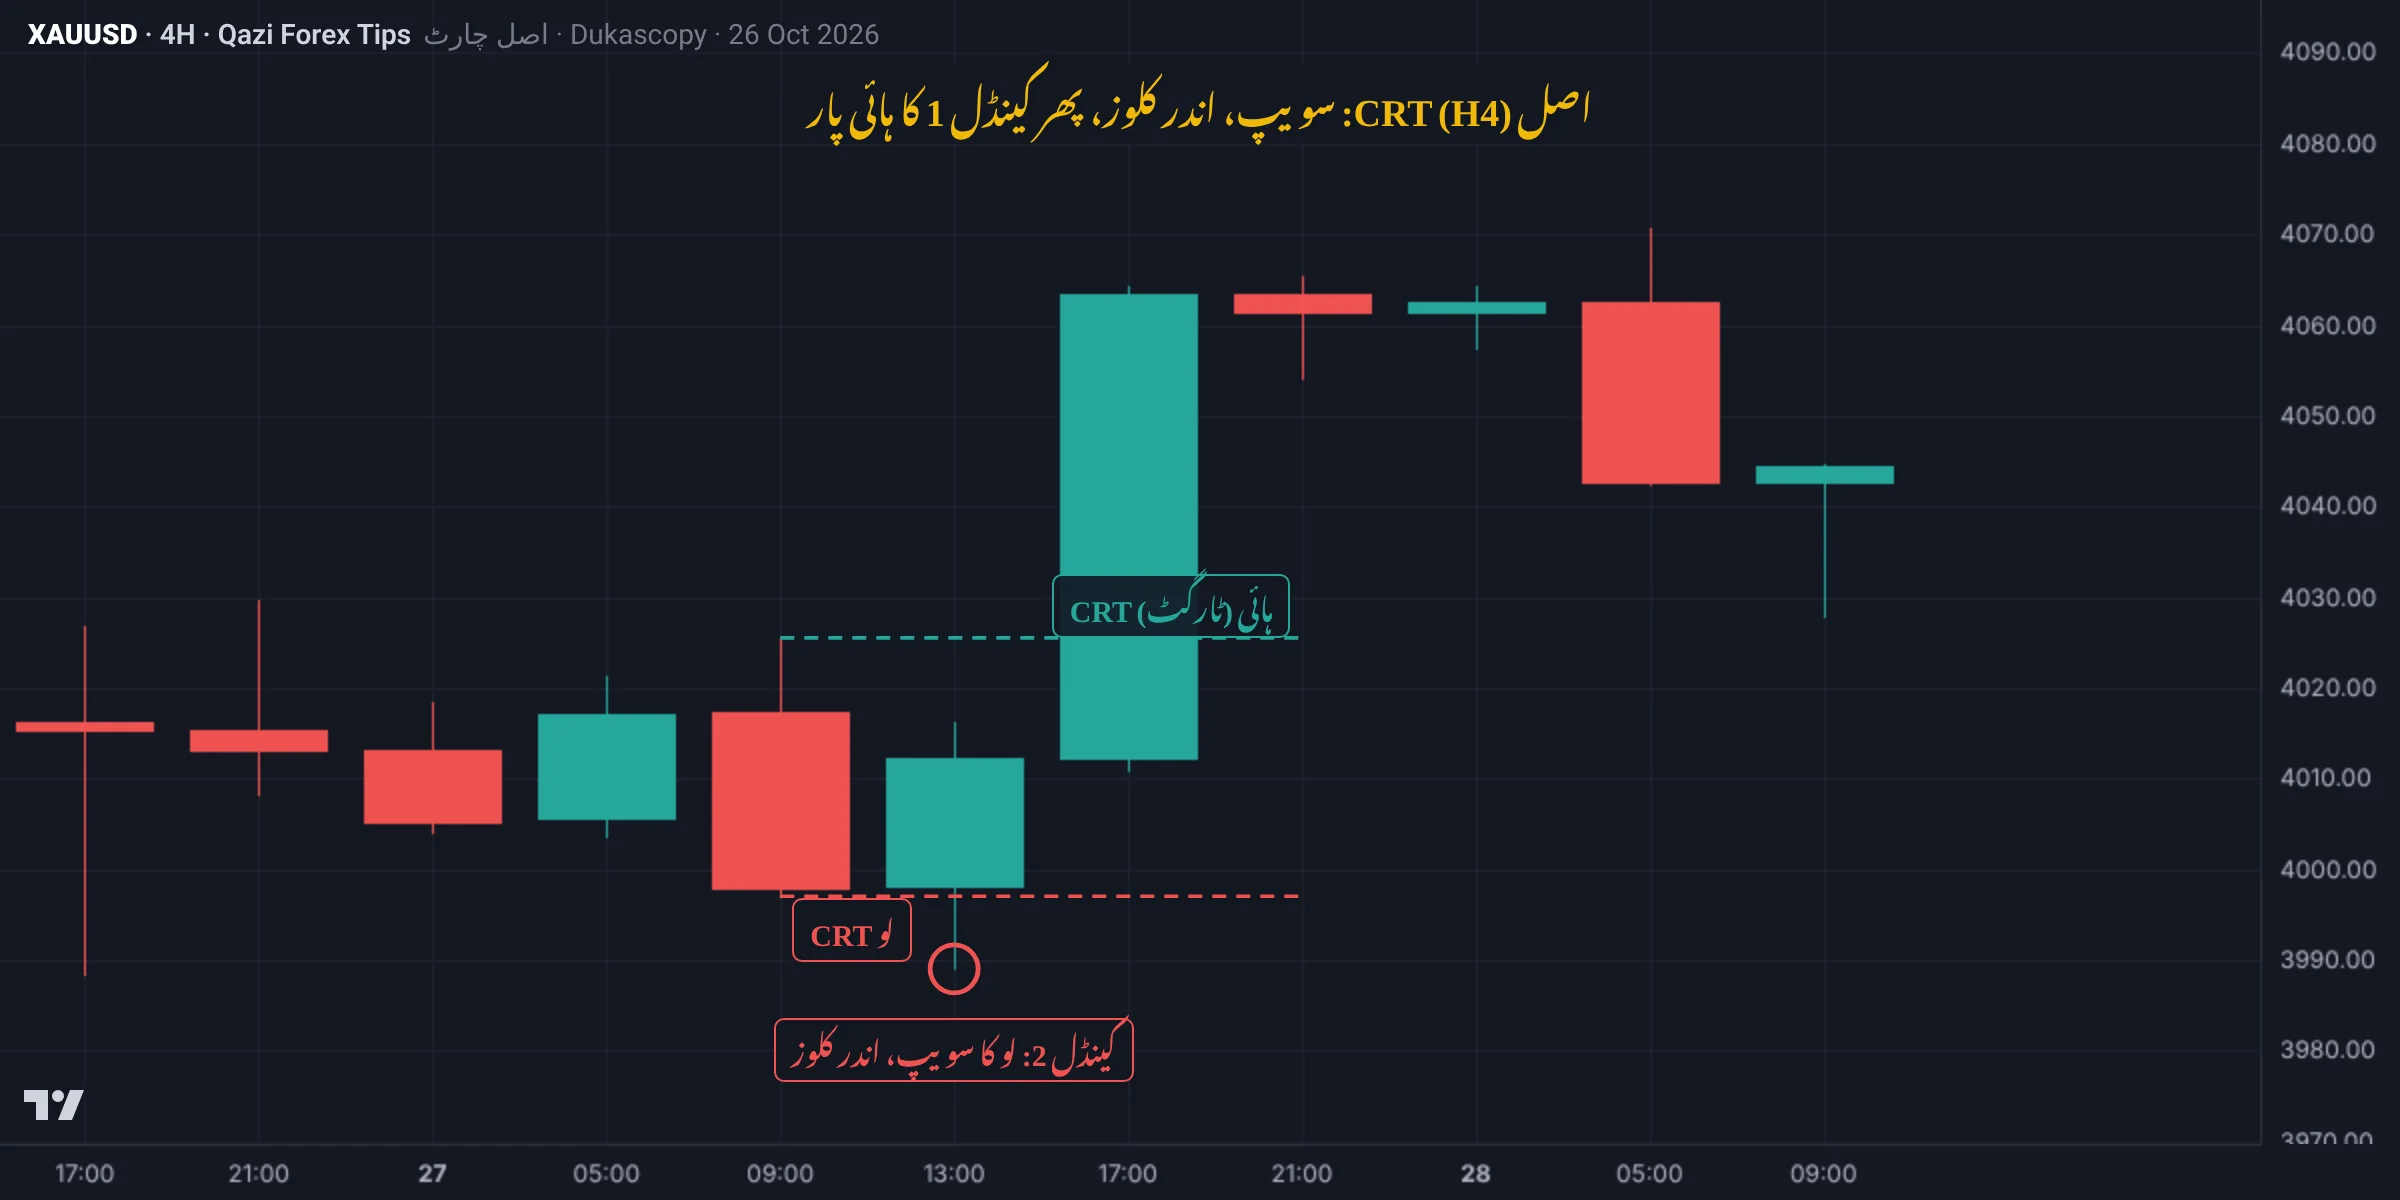 XAUUSD · 4H · Qazi Forex Tips اصل چارٹ · Dukascopy · 26 Oct 2026
اصل CRT (H4): سویپ، اندر کلوز، پھر کینڈل 1 کا ہائی پار
4090.00
4080.00
4070.00
4060.00
4050.00
4040.00
4030.00
CRT ہائی (ٹارگٹ)
4020.00
4010.00
4000.00
CRT لو
3990.00
کینڈل 2: لو کا سویپ، اندر کلوز
3980.00
3970.00
17:00 21:00 27 05:00 09:00 13:00 17:00 21:00 28 05:00 09:00